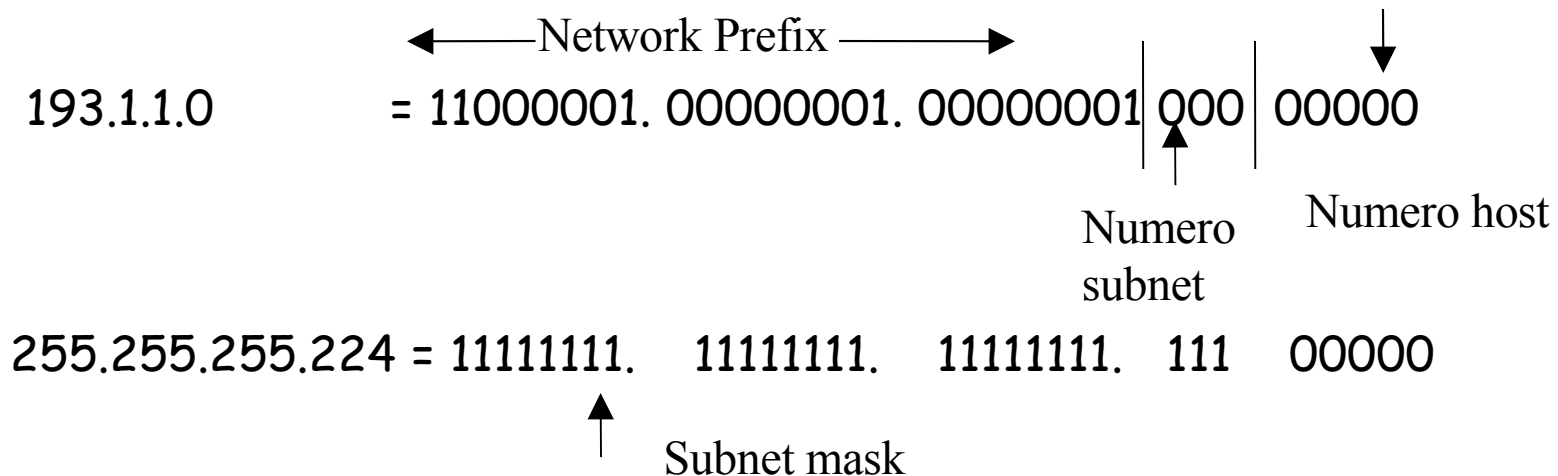 Network Prefix
193.1.1.0 = 11000001. 00000001. 00000001 000 00000
Numero subnet
Numero host
255.255.255.224 = 11111111. 11111111. 11111111. 111 00000
Subnet mask